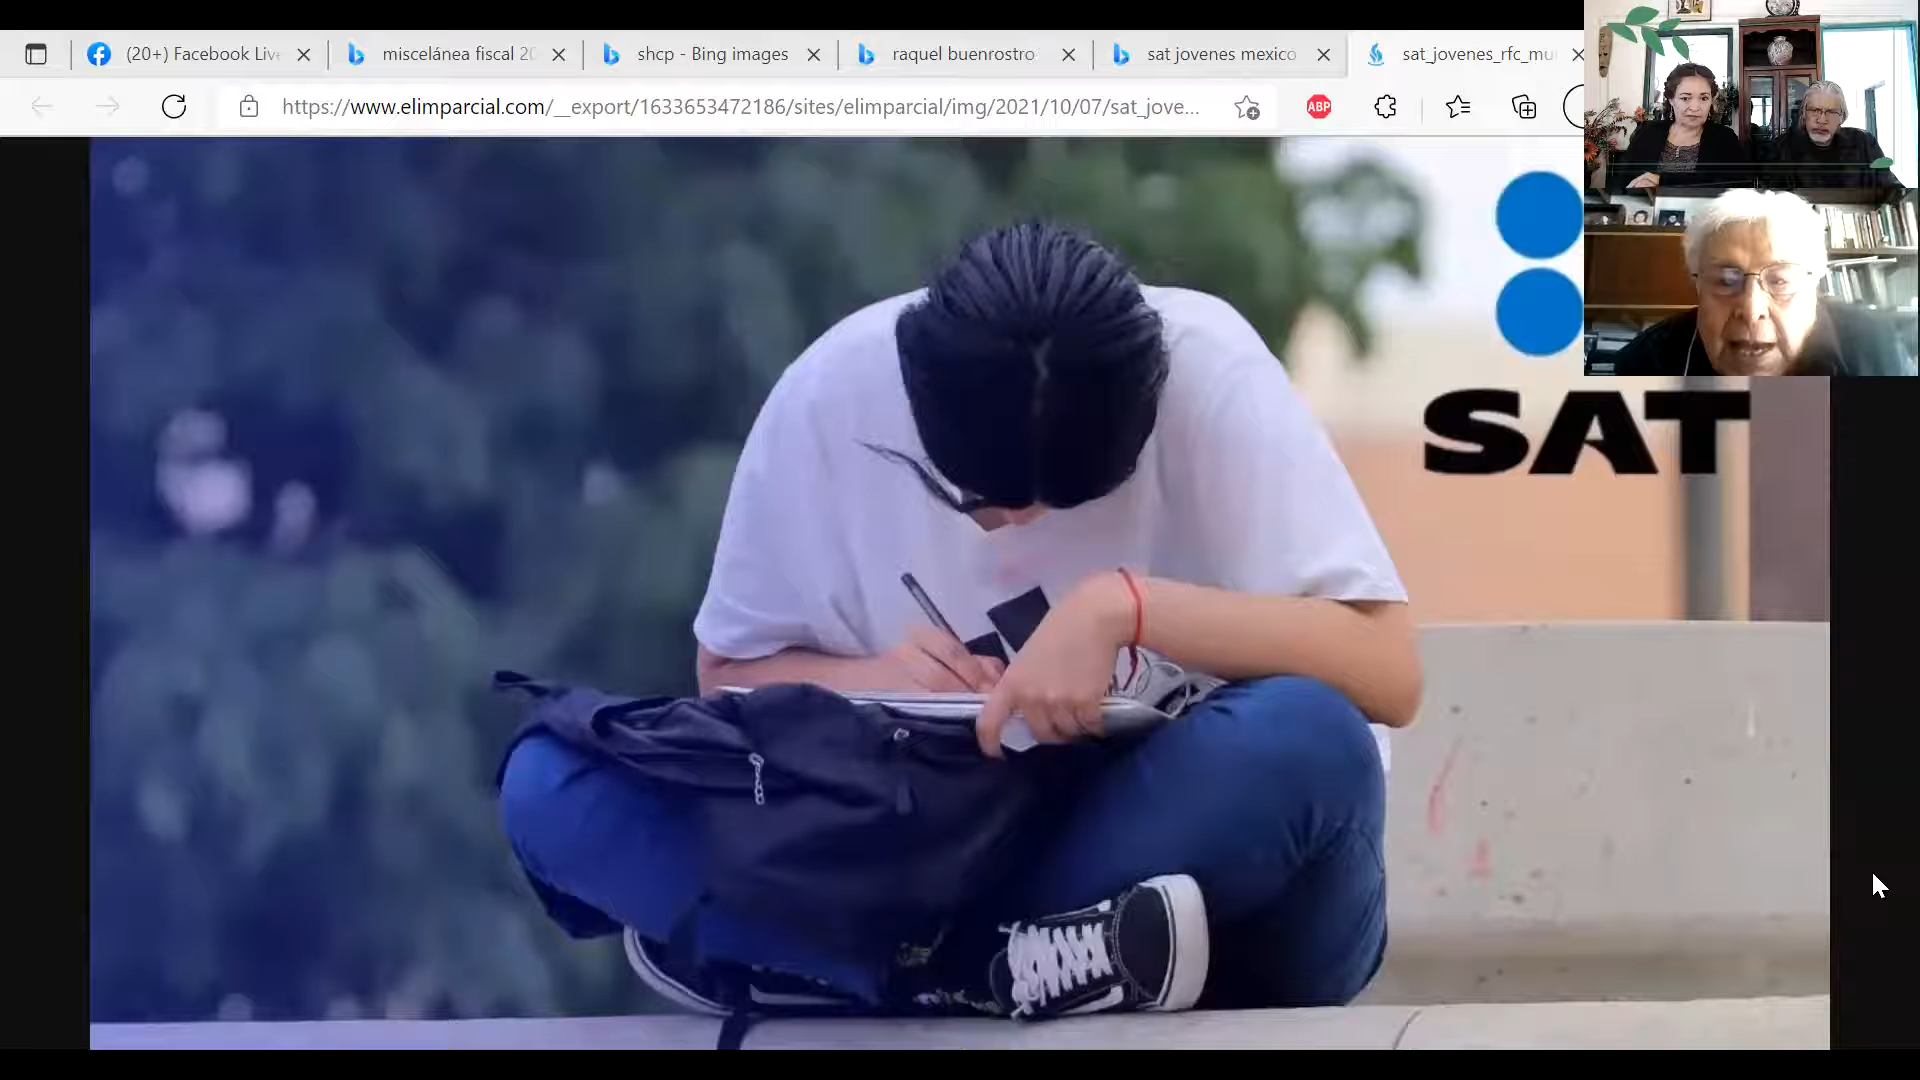 (20+) Facebook Liv
miscelánea fiscal 20
shcp - Bing images
raquel buenrostro
sat jovenes mexico
sat_jovenes_rfc_mu
https://www.elimparcial.com/__export/1633653472186/sites/elimparcial/img/2021/10/07/sat_jove...
ABP
SAT